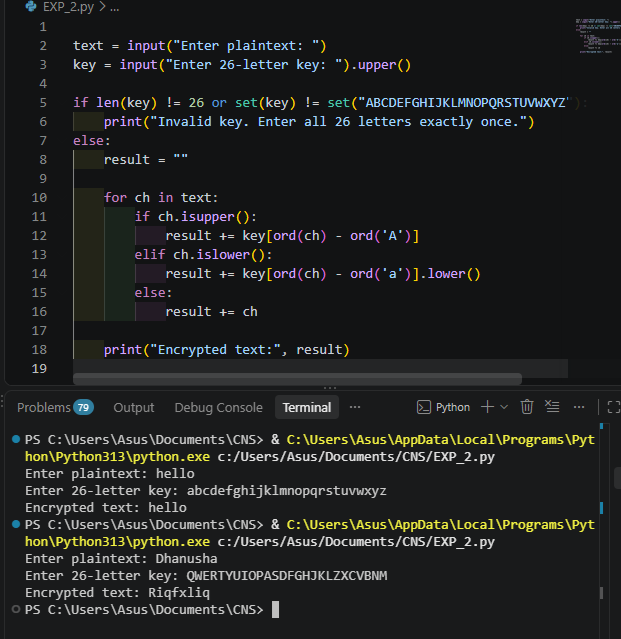 EXP_2.py > ...
1
2 text = input("Enter plaintext: ")
3 key = input("Enter 26-letter key: ").upper()
4
5 if len(key) != 26 or set(key) != set("ABCDEFGHIJKLMNOPQRSTUVWXYZ"):
6 print("Invalid key. Enter all 26 letters exactly once.")
7 else:
8 result = ""
9
10 for ch in text:
11 if ch.isupper():
12 result += key[ord(ch) - ord('A')]
13 elif ch.islower():
14 result += key[ord(ch) - ord('a')].lower()
15 else:
16 result += ch
17
18 print("Encrypted text:", result)
19
Problems 79 Output Debug Console Terminal ... Python ...
PS C:\Users\Asus\Documents\CNS> & C:\Users\Asus\AppData\Local\Programs\Pyt
hon\Python313\python.exe c:/Users/Asus/Documents/CNS/EXP_2.py
Enter plaintext: hello
Enter 26-letter key: abcdefghijklmnopqrstuvwxyz
Encrypted text: hello
PS C:\Users\Asus\Documents\CNS> & C:\Users\Asus\AppData\Local\Programs\Pyt
hon\Python313\python.exe c:/Users/Asus/Documents/CNS/EXP_2.py
Enter plaintext: Dhanusha
Enter 26-letter key: QWERTYUIOPASDFGHJKLZXCVBNM
Encrypted text: Riqfxliq
PS C:\Users\Asus\Documents\CNS>